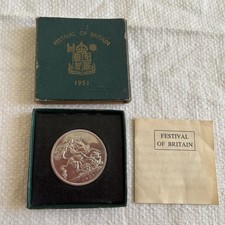 FESTIVAL OF BRITAIN
1951
FESTIVAL
OF BRITAIN